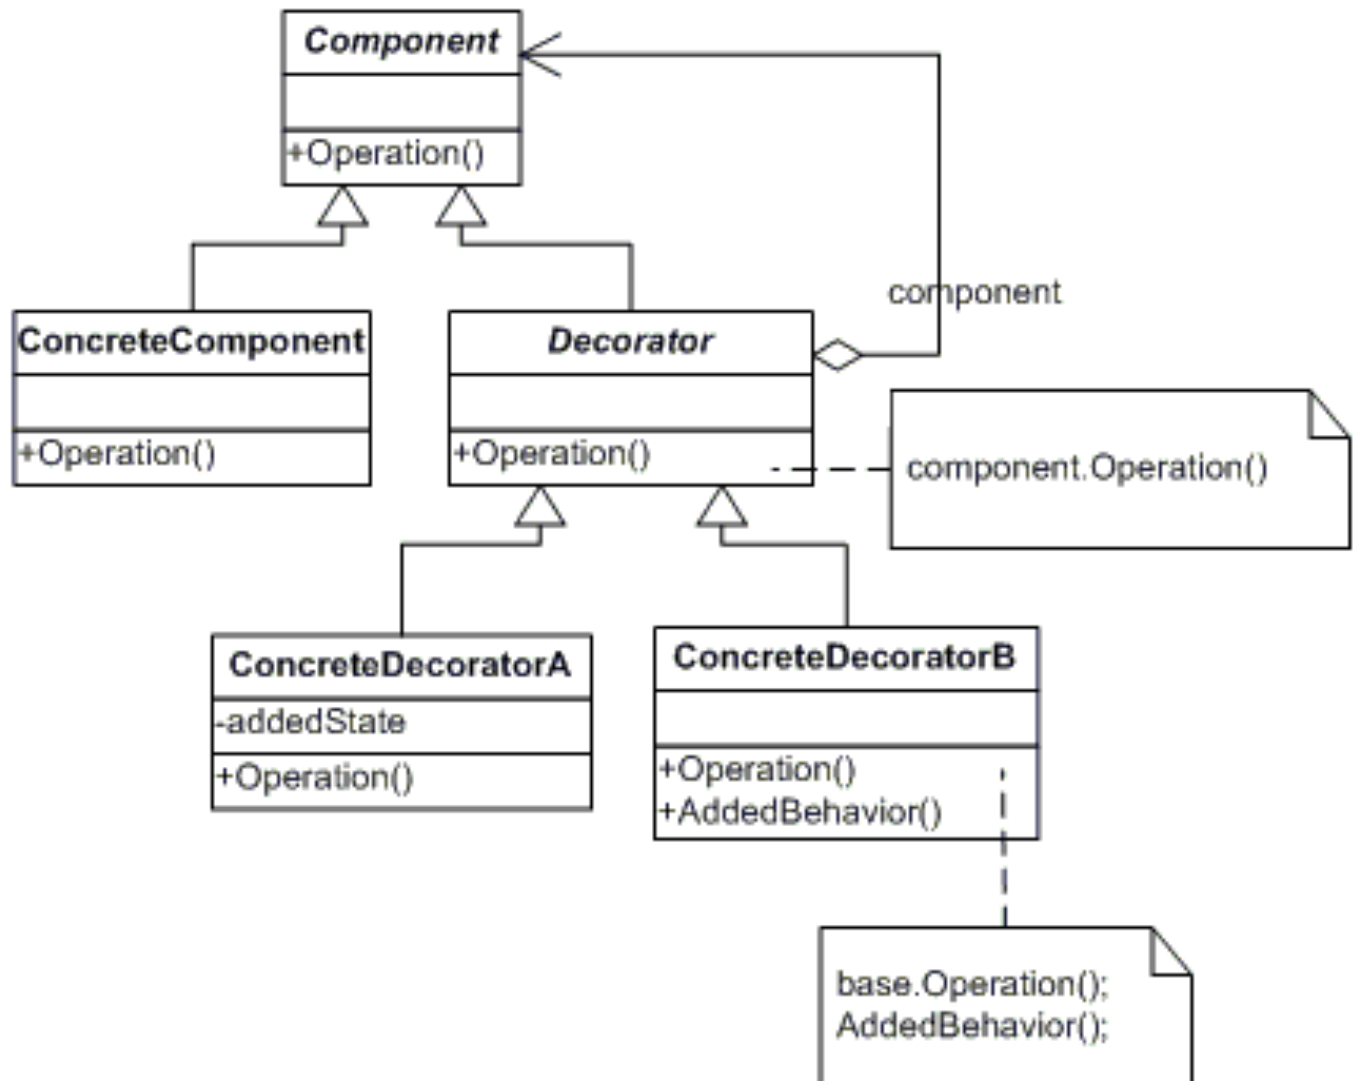 Component
+Operation()
component
ConcreteComponent
+Operation()
Decorator
+Operation()
component.Operation()
ConcreteDecoratorA
-addedState
+Operation()
ConcreteDecoratorB
+Operation()
+AddedBehavior()
base.Operation();
AddedBehavior();